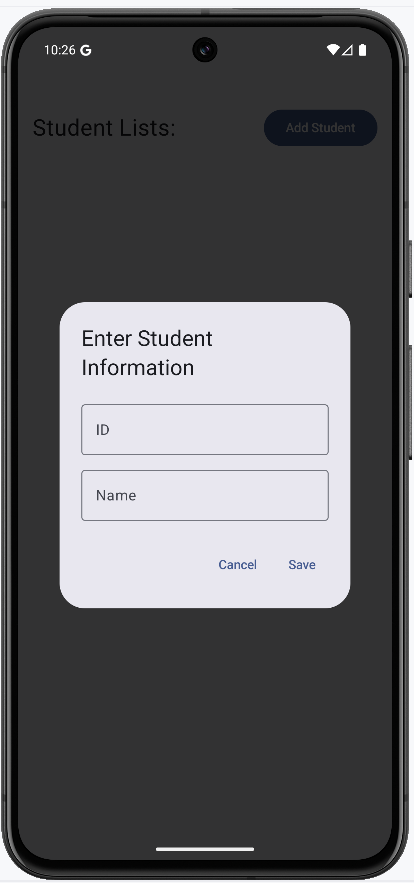 10:26 G
Student Lists:
Add Student
Enter Student
Information
ID
Name
Cancel
Save